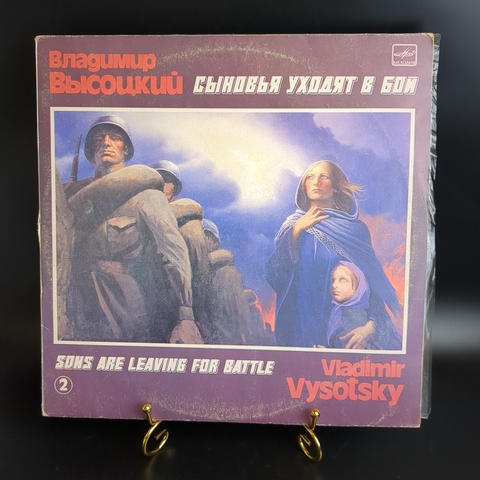 Владимир
Высоцкий
СЫНОВЬЯ УХОДЯТ В БОЙ
SONS ARE LEAVING FOR BATTLE
2
Vladimir
Vysotsky